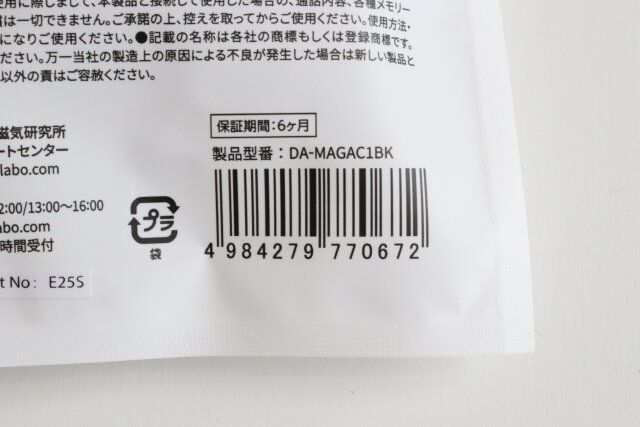 使用に際しまして、本製品と接続して使用した場合の、通話内容、各種メモリー
償は一切できません。ご承諾の上、控えを取ってからご使用ください。使用方法・
になりご使用ください。●記載の名称は各社の商標もしくは登録商標です。
ださい。万一当社の製造上の原因による不良が発生した場合は新しい製品と
以外の責はご容赦ください。
磁気研究所
ートセンター
labo.com
2:00/13:00～16:00
abo.com
時間受付
t No: E25S
保証期間:6ヶ月
製品型番：DA-MAGAC1BK
プラ
袋
4 984279 770672